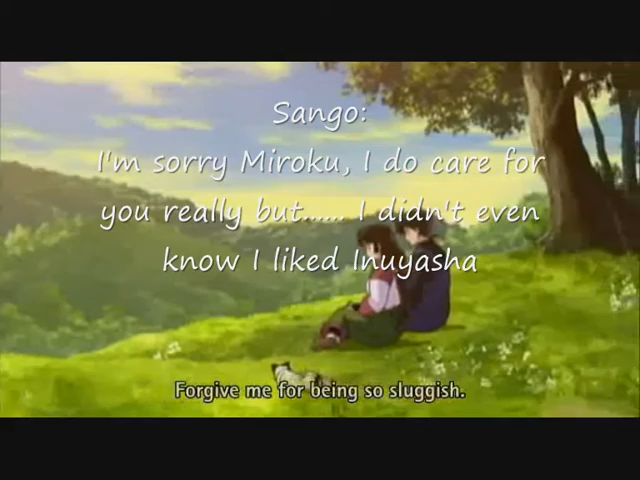 Sango:
I'm sorry Miroku, I do care for
you really but...... I didn't even
know I liked Inuyasha
Forgive me for being so sluggish.